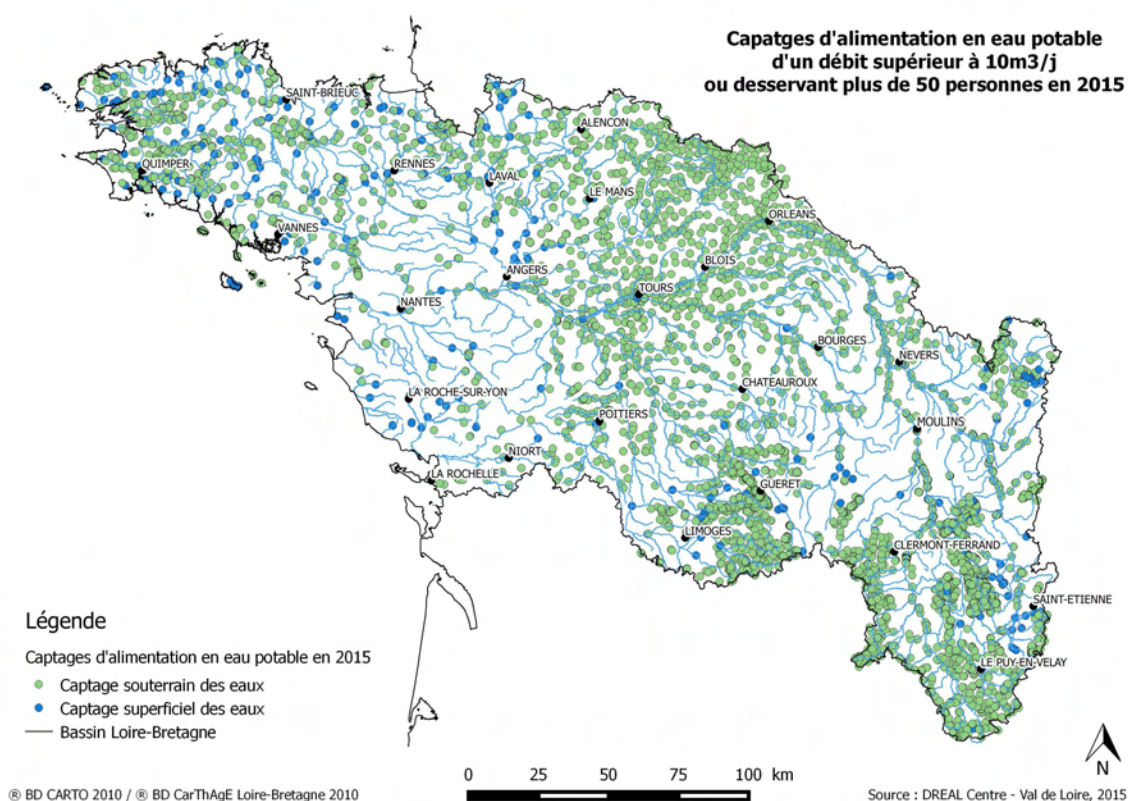 Capatges d'alimentation en eau potable
d'un débit supérieur à 10m3/j
ou desservant plus de 50 personnes en 2015
SAINT-BRIEUC
ALENCON
QUIMPER
RENNES
LAVAL
LE MANS
ORLEANS
VANNES
ANGERS
BLOIS
TOURS
NANTES
BOURGES
NEVERS
LA ROCHE-SUR-YON
CHATEAUROUX
POITIERS
MOULINS
NIORT
LA ROCHELLE
GUERET
LIMOGES
CLERMONT-FERRAND
SAINT-ETIENNE
LE PUY-EN-VELAY
Légende
Captages d'alimentation en eau potable en 2015
Captage souterrain des eaux
Captage superficiel des eaux
Bassin Loire-Bretagne
N
0 25 50 75 100 km
® BD CARTO 2010 / ® BD CarThAgE Loire-Bretagne 2010
Source : DREAL Centre - Val de Loire, 2015